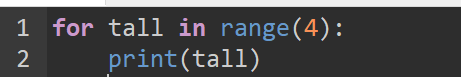 1 for tall in range(4):
2     print(tall)